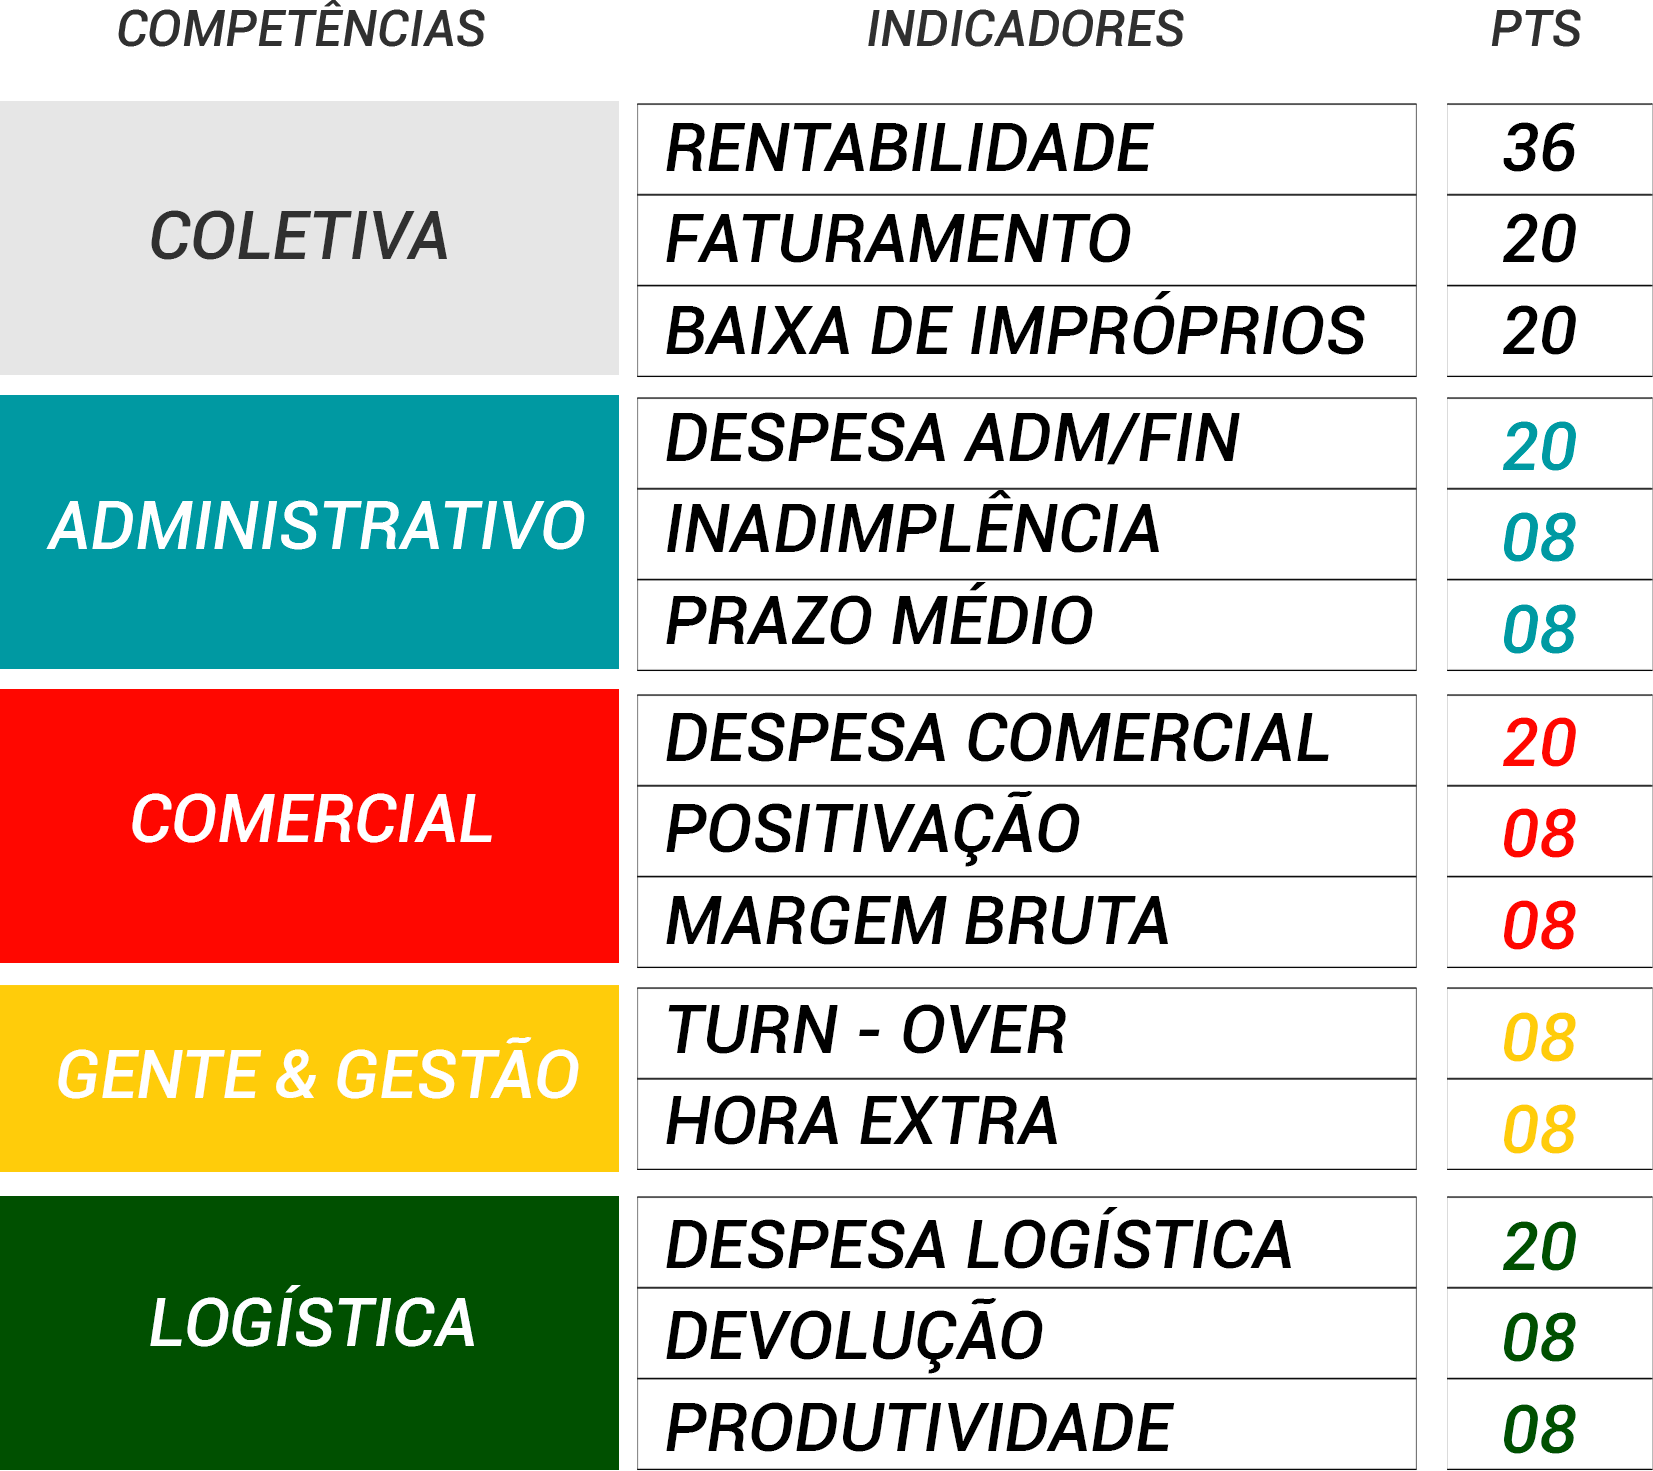 COMPETÊNCIAS INDICADORES PTS
COLETIVA
RENTABILIDADE 36
FATURAMENTO 20
BAIXA DE IMPRÓPRIOS 20
ADMINISTRATIVO
DESPESA ADM/FIN 20
INADIMPLÊNCIA 08
PRAZO MÉDIO 08
COMERCIAL
DESPESA COMERCIAL 20
POSITIVAÇÃO 08
MARGEM BRUTA 08
GENTE & GESTÃO
TURN - OVER 08
HORA EXTRA 08
LOGÍSTICA
DESPESA LOGÍSTICA 20
DEVOLUÇÃO 08
PRODUTIVIDADE 08